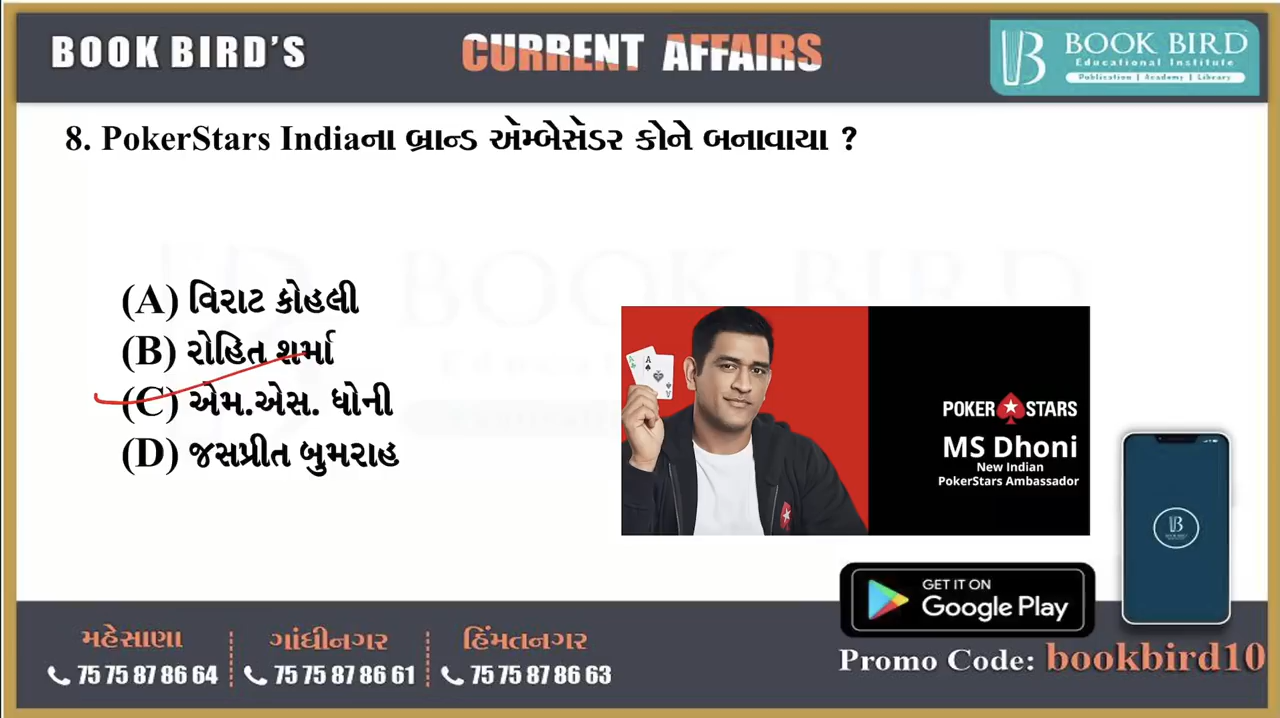 BOOK BIRD'S
CURRENT AFFAIRS
BOOK BIRD
Educational Institute
Publication | Academy | Library
8. PokerStars Indiaના બ્રાન્ડ એમ્બેસેડર કોને બનાવાયા ?
(A) વિરાટ કોહલી
(B) રોહિત શર્મા
(C) એમ.એસ. ધોની
(D) જસપ્રીત બુમરાહ
BOOK BIRD
POKER STARS
MS Dhoni
New Indian
PokerStars Ambassador
GET IT ON
Google Play
Promo Code: bookbird10
મહેસાણા
75 75 87 86 64
ગાંધીનગર
75 75 87 86 61
હિંમતનગર
75 75 87 86 63